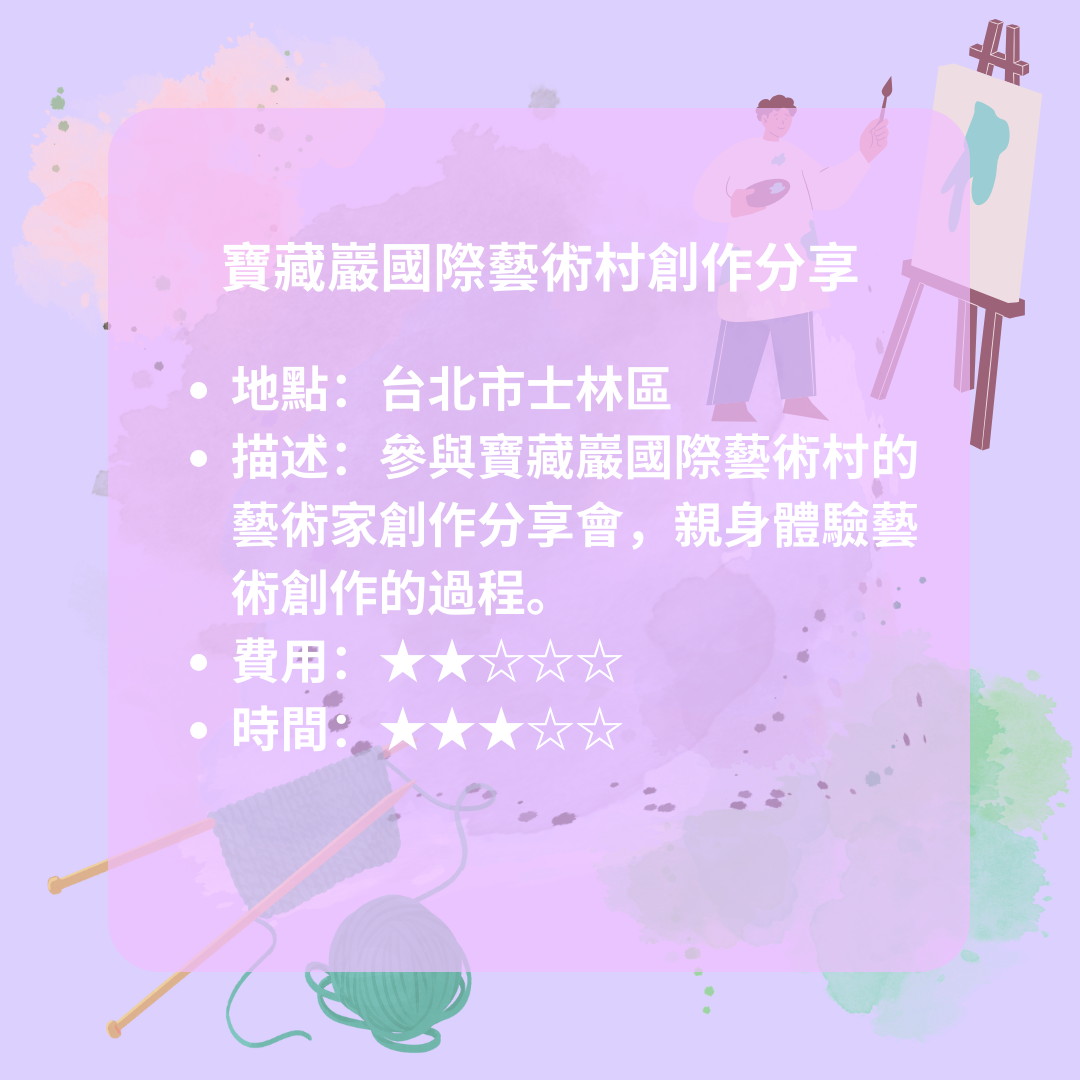 寶藏巖國際藝術村創作分享
• 地點：台北市士林區
• 描述：參與寶藏巖國際藝術村的
藝術家創作分享會，親身體驗藝
術創作的過程。
• 費用：★★☆☆☆
• 時間：★★★☆☆